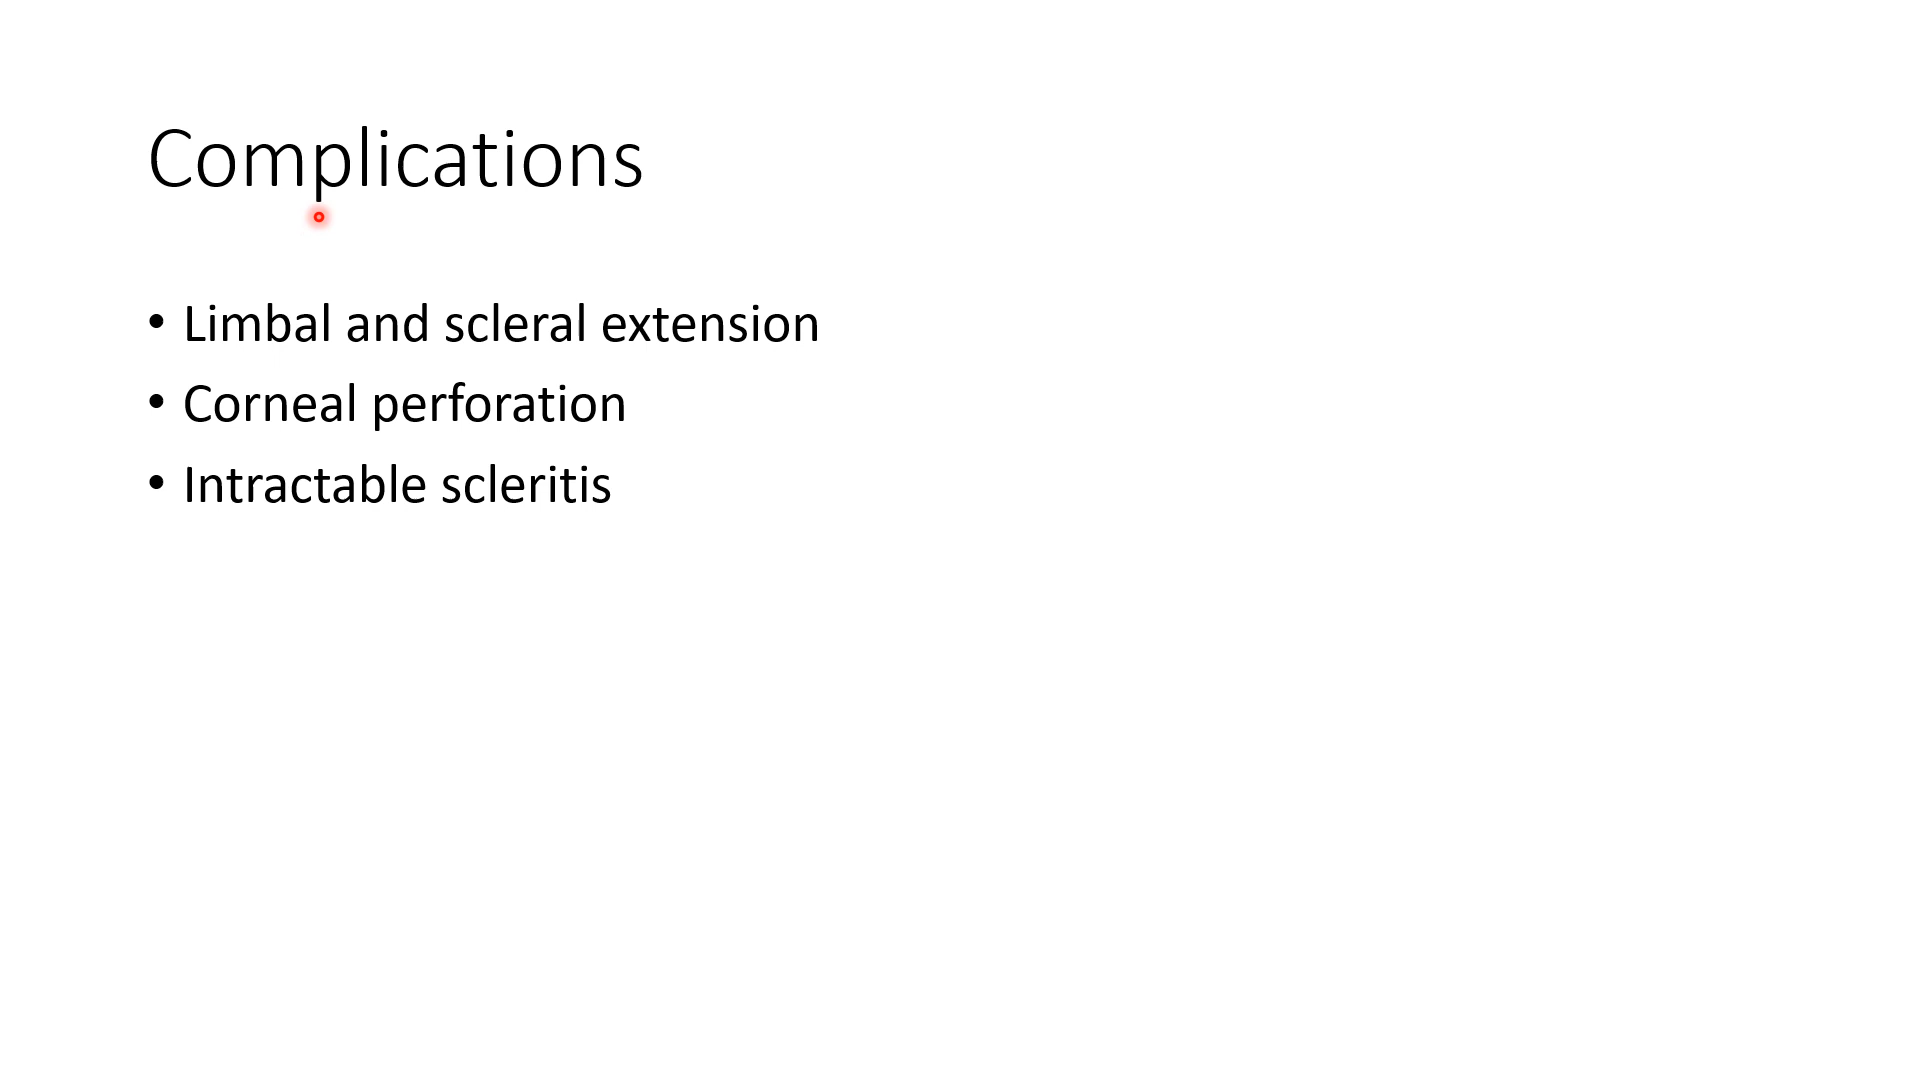 Complications
• Limbal and scleral extension
• Corneal perforation
• Intractable scleritis